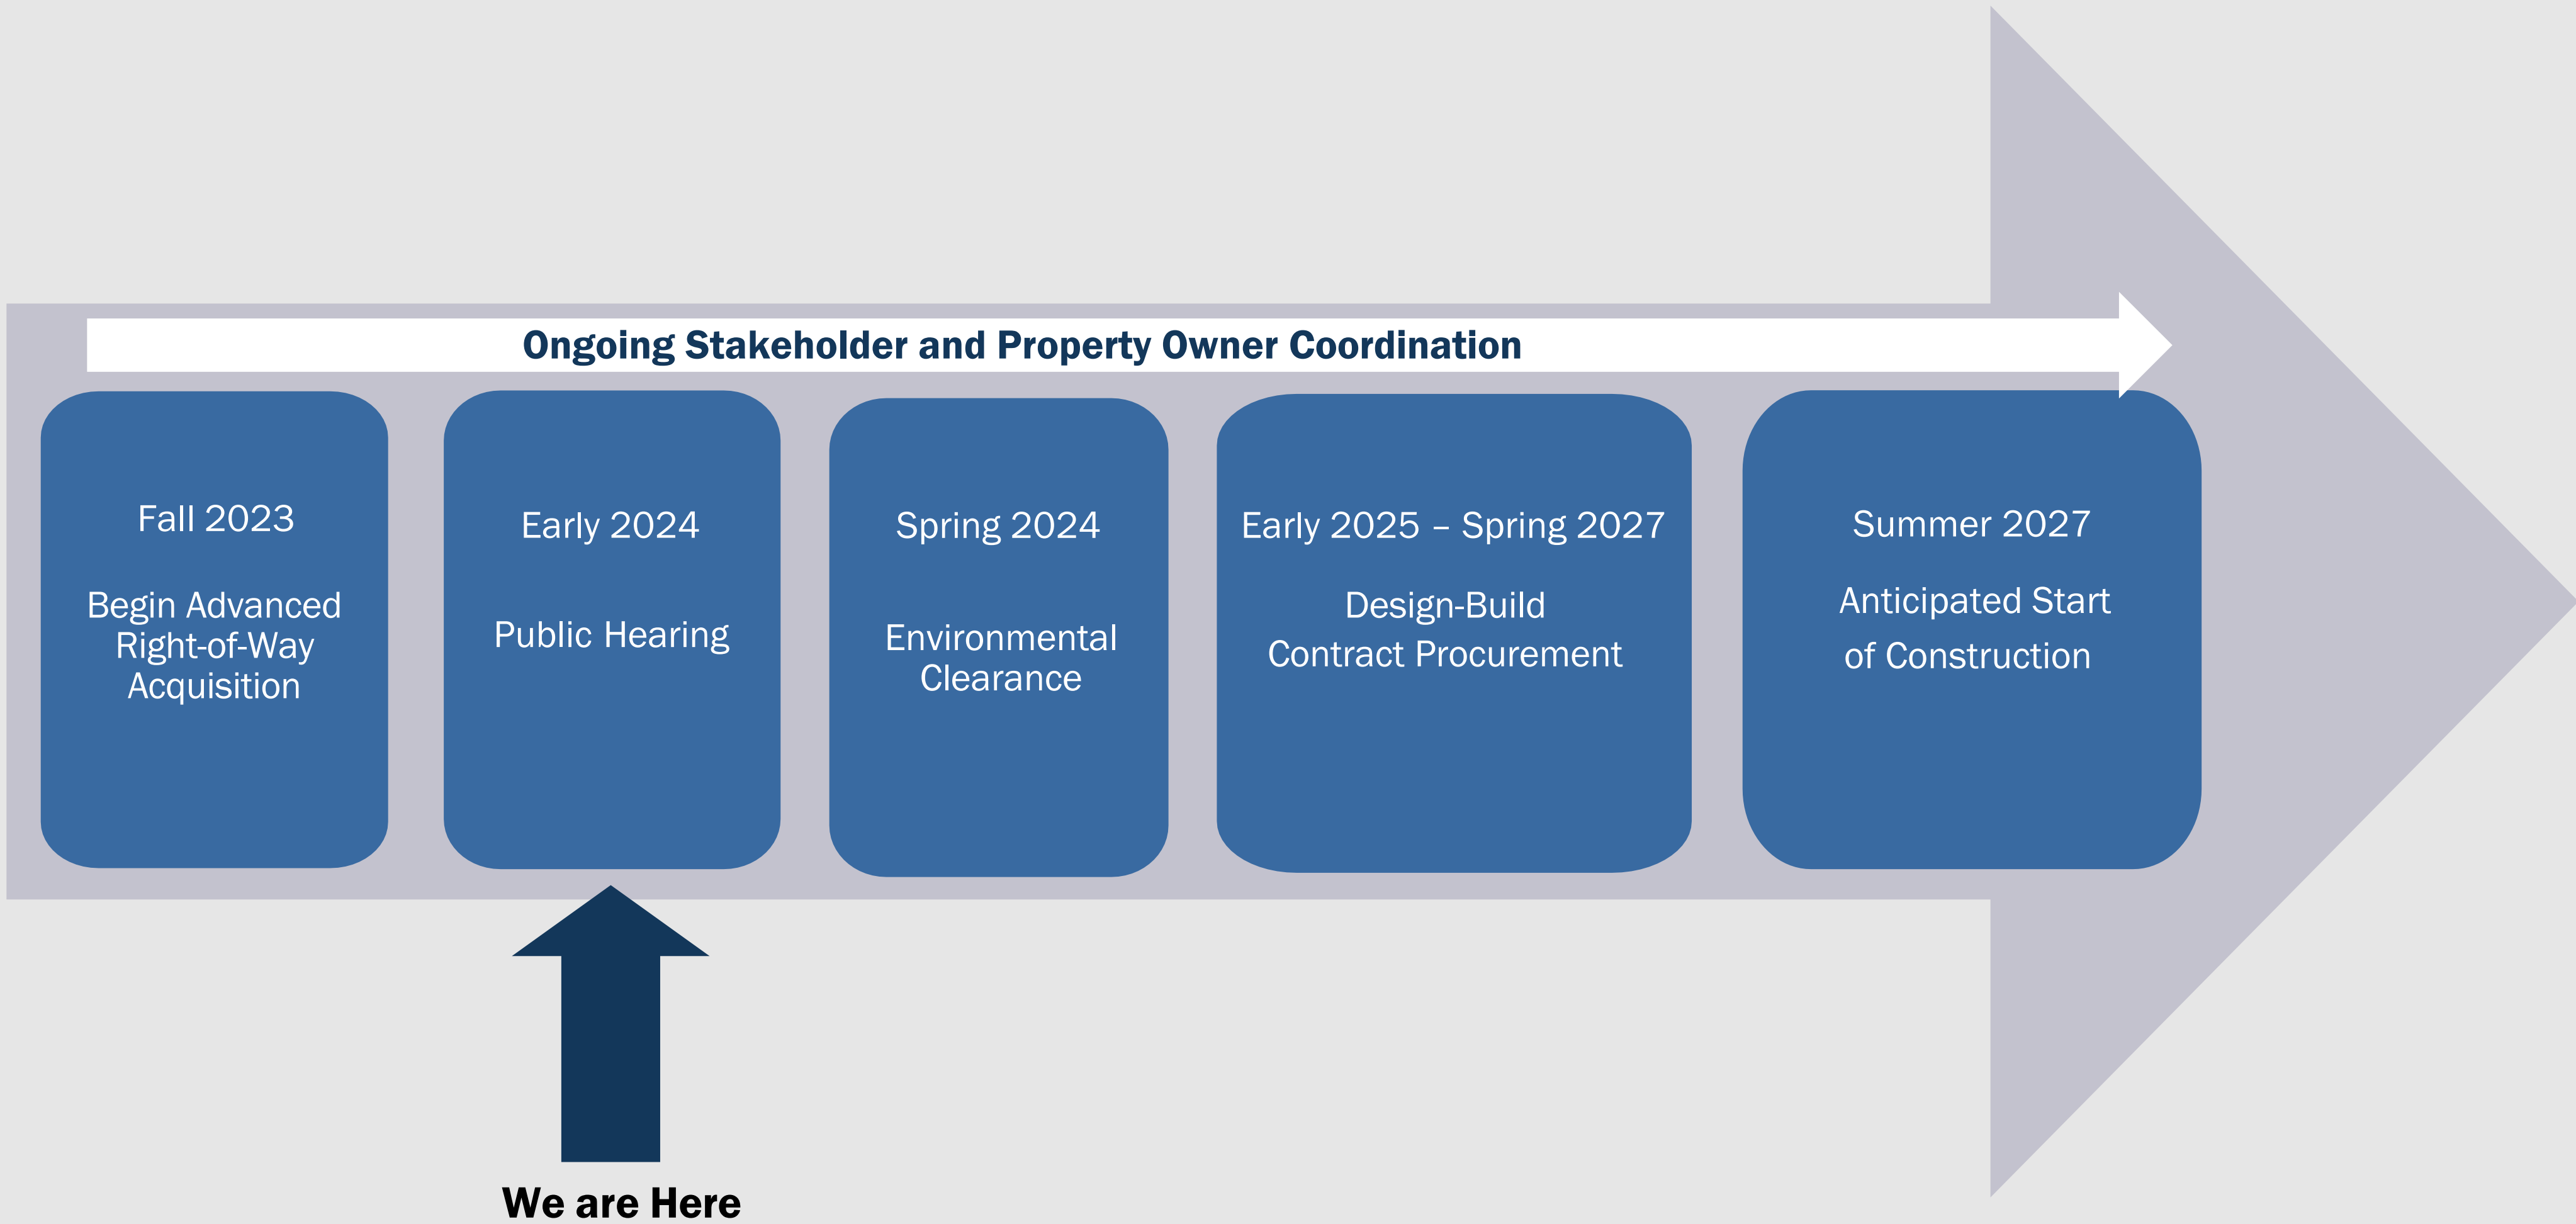 Ongoing Stakeholder and Property Owner Coordination
Fall 2023
Begin Advanced
Right-of-Way
Acquisition
Early 2024
Public Hearing
Spring 2024
Environmental
Clearance
Early 2025 – Spring 2027
Design-Build
Contract Procurement
Summer 2027
Anticipated Start
of Construction
We are Here